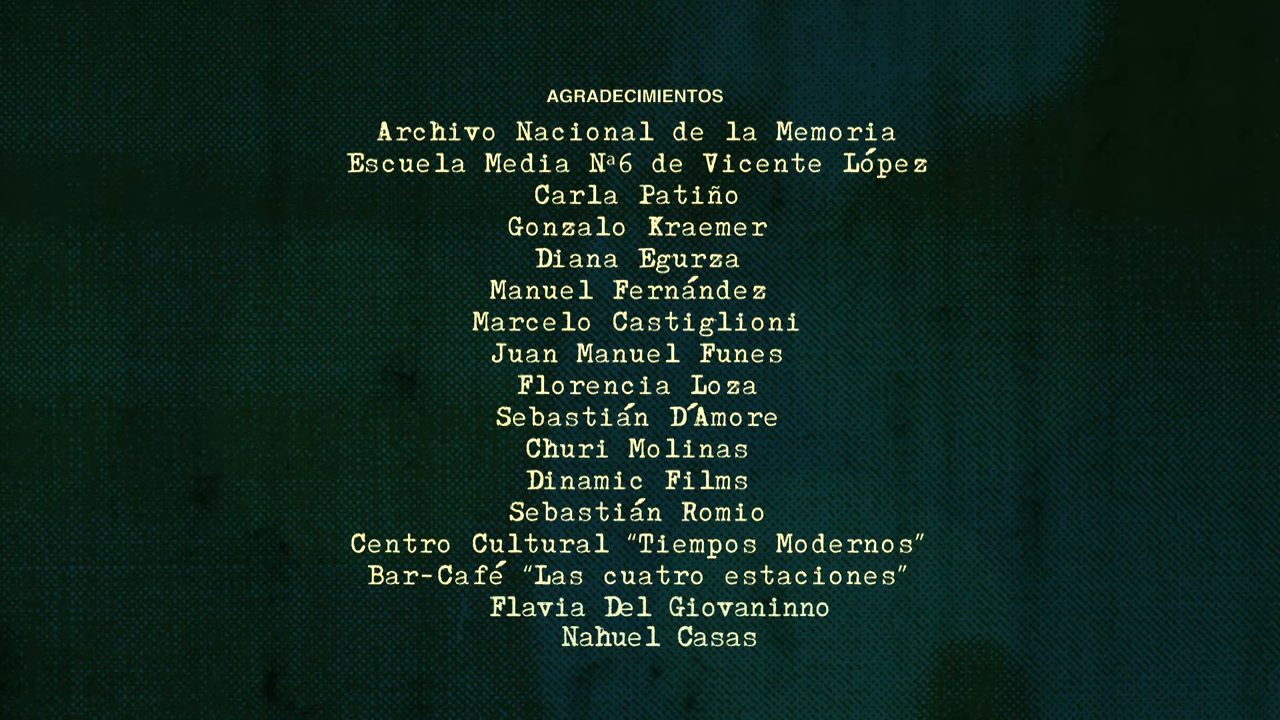 AGRADECIMIENTOS
Archivo Nacional de la Memoria
Escuela Media Nª6 de Vicente López
Carla Patiño
Gonzalo Kraemer
Diana Egurza
Manuel Fernández
Marcelo Castiglioni
Juan Manuel Funes
Florencia Loza
Sebastián D´Amore
Churi Molinas
Dinamic Films
Sebastián Romio
Centro Cultural “Tiempos Modernos”
Bar-Café “Las cuatro estaciones”
Flavia Del Giovaninno
Nahuel Casas